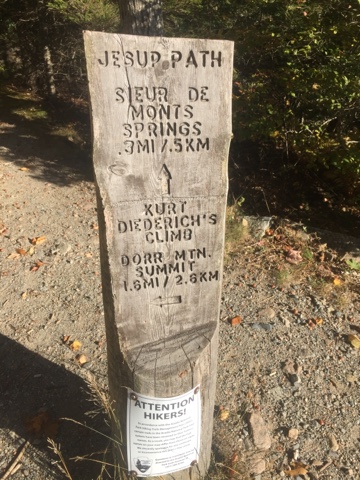 JESUP PATH
SIEUR DE
MONTS
SPRINGS
.3MI/.5KM
KURT
DIEDERICH'S
CLIMB
DORR MTN.
SUMMIT
1.6MI/2.6KM
ATTENTION
HIKERS!